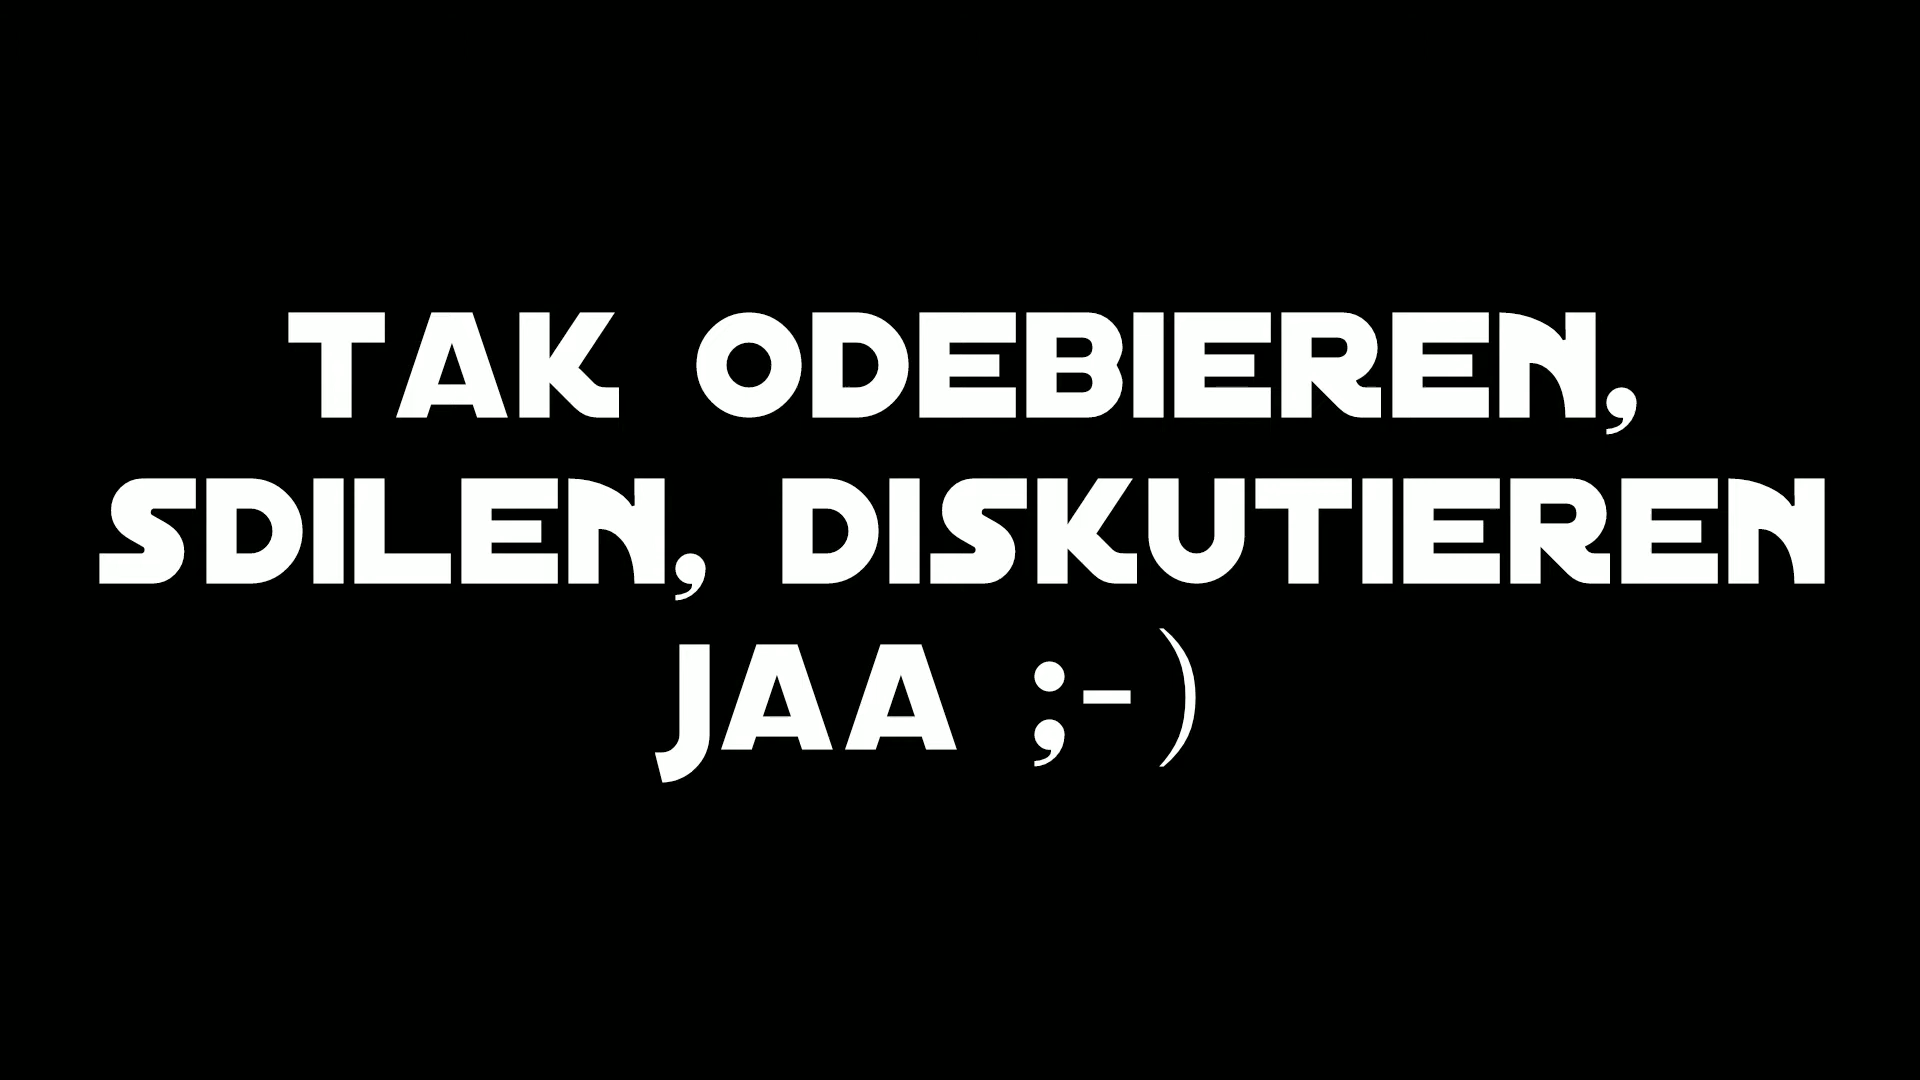 TAK ODEBIEREN,
SDILEN, DISKUTIEREN
JAA ;-)